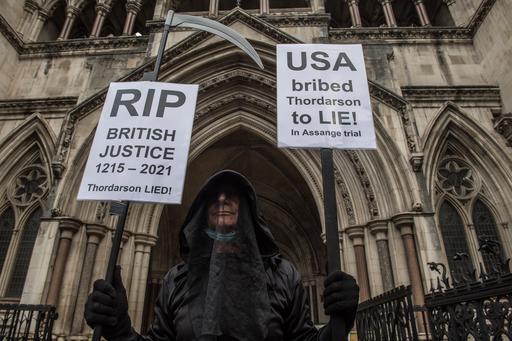 RIP
BRITISH
JUSTICE
1215 – 2021
Thordarson LIED!
USA
bribed
Thordarson
to LIE!
In Assange trial